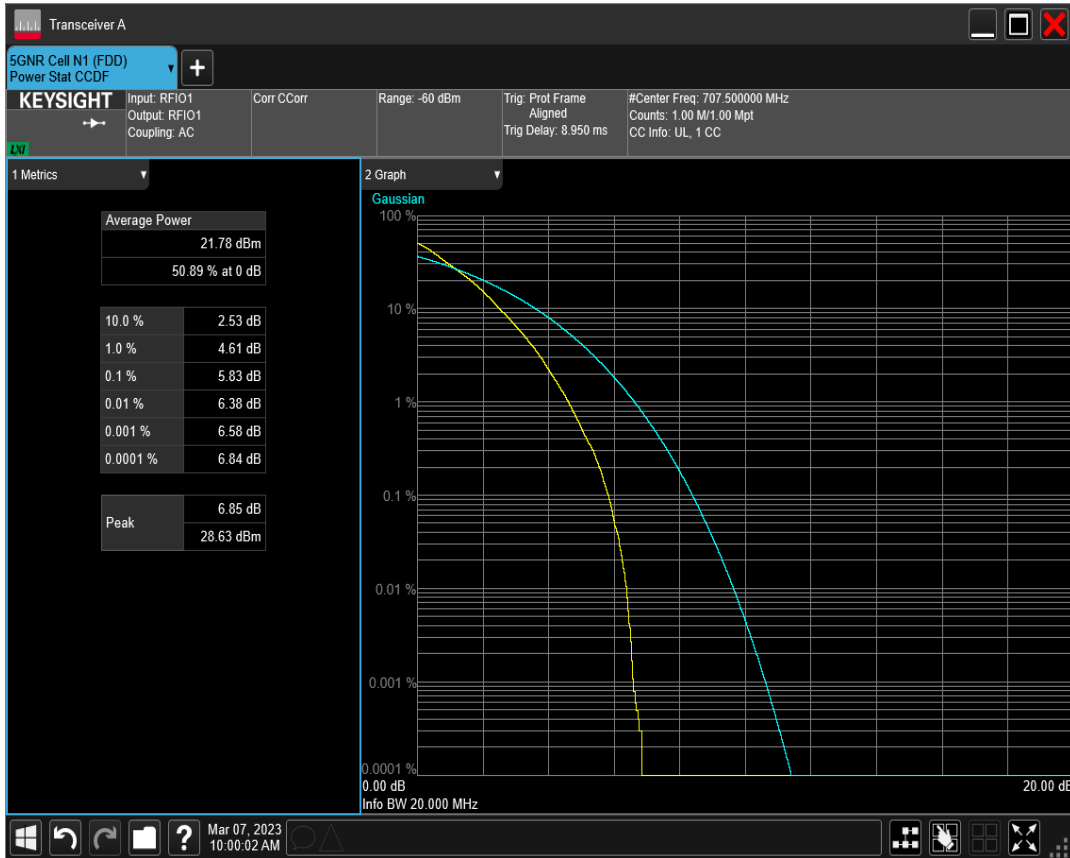 Transceiver A
5GNR Cell N1 (FDD)
Power Stat CCDF
+
KEYSIGHT
LXI
Input: RFIO1
Output: RFIO1
Coupling: AC
Corr CCorr
Range: -60 dBm
Trig: Prot Frame
Aligned
Trig Delay: 8.950 ms
#Center Freq: 707.500000 MHz
Counts: 1.00 M/1.00 Mpt
CC Info: UL, 1 CC
1 Metrics
Average Power
21.78 dBm
50.89 % at 0 dB
10.0 % 2.53 dB
1.0 % 4.61 dB
0.1 % 5.83 dB
0.01 % 6.38 dB
0.001 % 6.58 dB
0.0001 % 6.84 dB
Peak 6.85 dB
28.63 dBm
2 Graph
Gaussian
100 %
10 %
1 %
0.1 %
0.01 %
0.001 %
0.0001 %
0.00 dB 20.00 dB
Info BW 20.000 MHz
?
Mar 07, 2023
10:00:02 AM